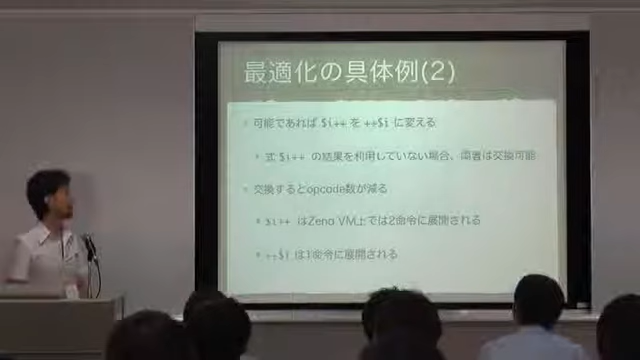 最適化の具体例(2)
可能であれば $i++ を ++$i に変える
式 $i++ の結果を利用していない場合、両者は交換可能
交換するとopcode数が減る
$i++ はZend VM上では2命令に展開される
++$i は1命令に展開される